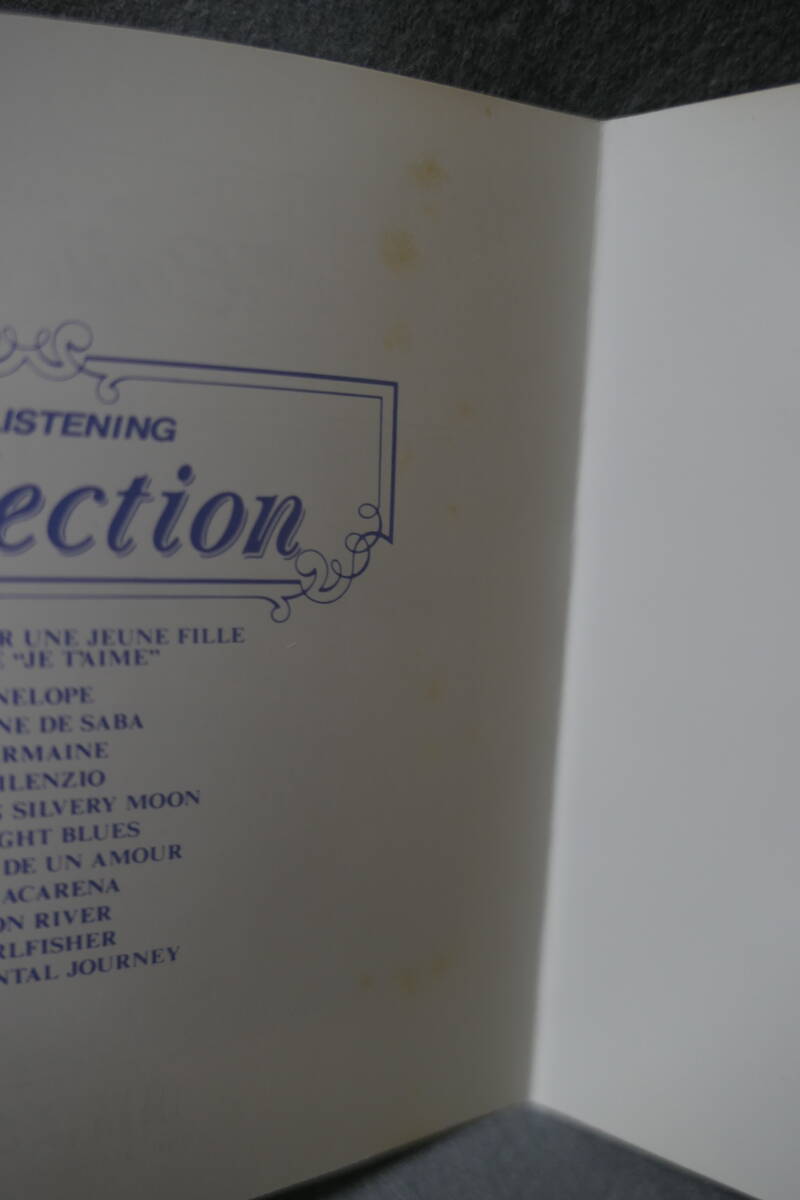 LISTENING
ection
R UNE JEUNE FILLE
E "JE T'AIME"
NELOPE
NE DE SABA
RMAINE
ILENZIO
S SILVERY MOON
GHT BLUES
DE UN AMOUR
ACARENA
ON RIVER
RLFISHER
NTAL JOURNEY